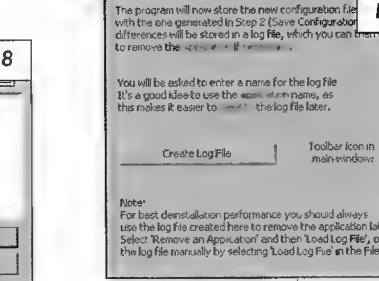 8
The program will now store the new configuration file
with the one generated in Step 2 (Save Configuration
differences will be stored in a log file, which you can then
to remove the
You will be asked to enter a name for the log file
It's a good idea to use the name, as
this makes it easier to the log file later.
Create Log File
Toolbar icon in
main window:
Note:
For best deinstallation performance you should always
use the log file created here to remove the application lat
Select 'Remove an Application' and then 'Load Log File', o
the log file manually by selecting 'Load Log File' in the File